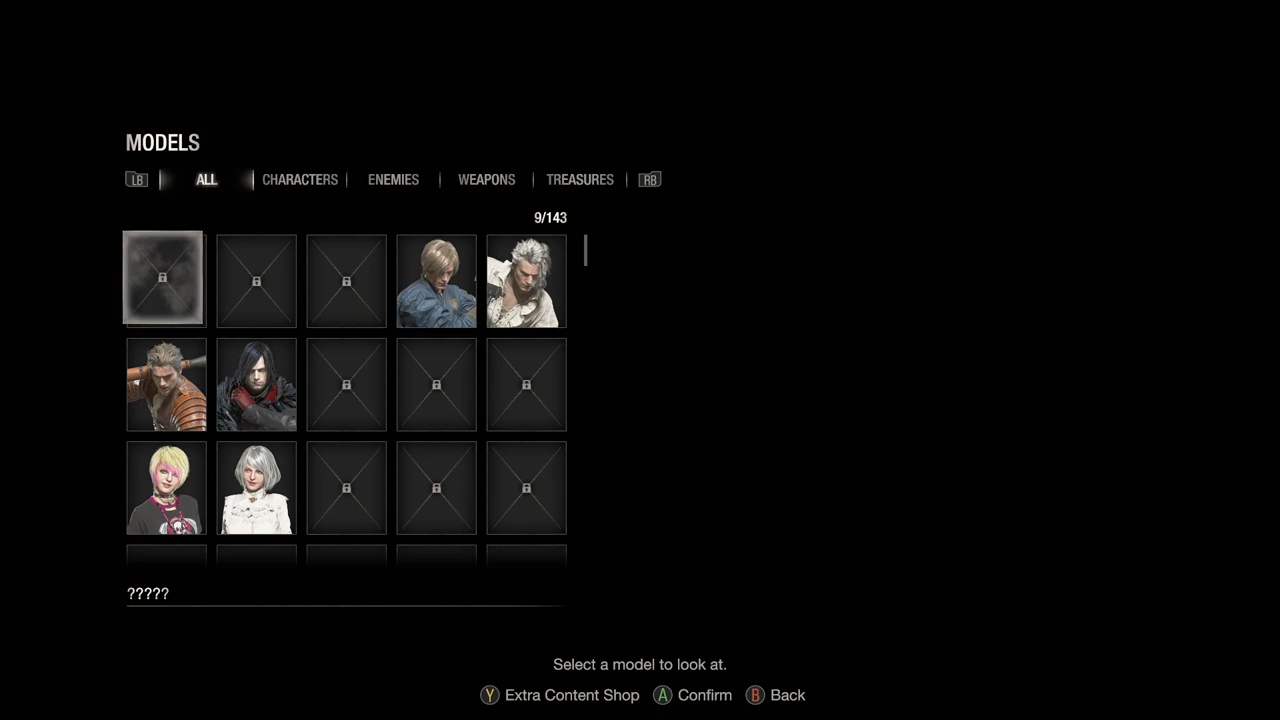 MODELS
LB ALL CHARACTERS ENEMIES WEAPONS TREASURES RB
9/143
?????
Select a model to look at.
Y Extra Content Shop A Confirm B Back